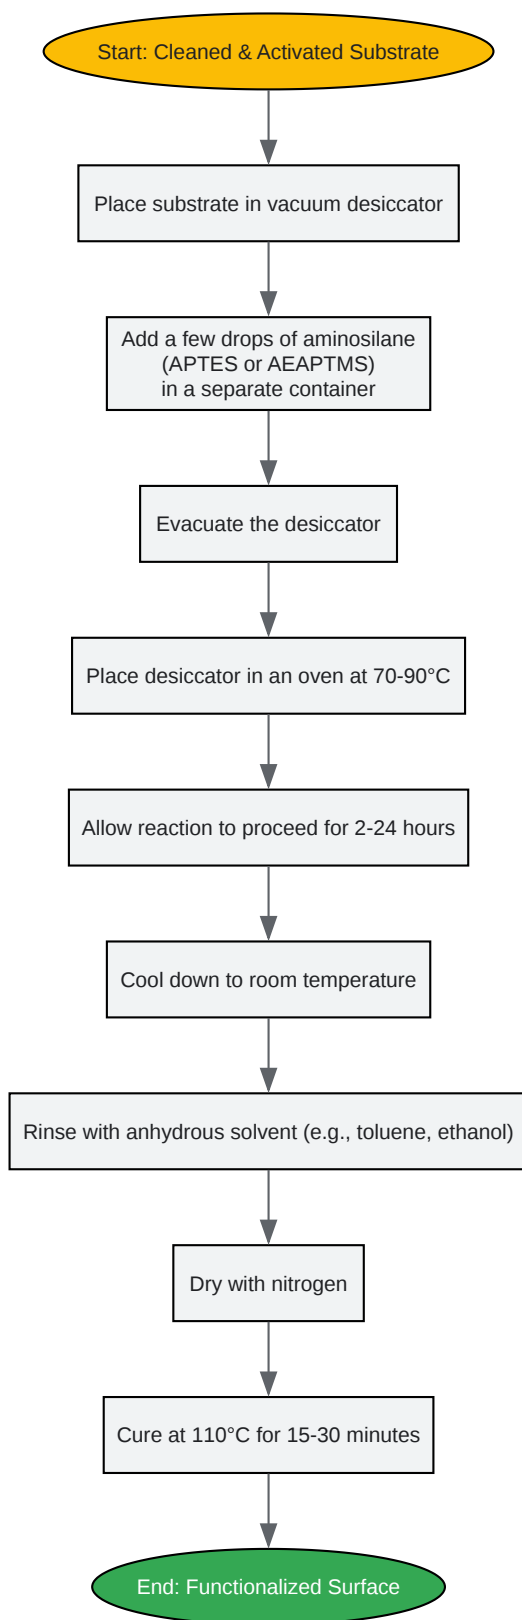 Start: Cleaned & Activated Substrate
Place substrate in vacuum desiccator
Add a few drops of aminosilane
(APTES or AEAPTMS)
in a separate container
Evacuate the desiccator
Place desiccator in an oven at 70-90°C
Allow reaction to proceed for 2-24 hours
Cool down to room temperature
Rinse with anhydrous solvent (e.g., toluene, ethanol)
Dry with nitrogen
Cure at 110°C for 15-30 minutes
End: Functionalized Surface